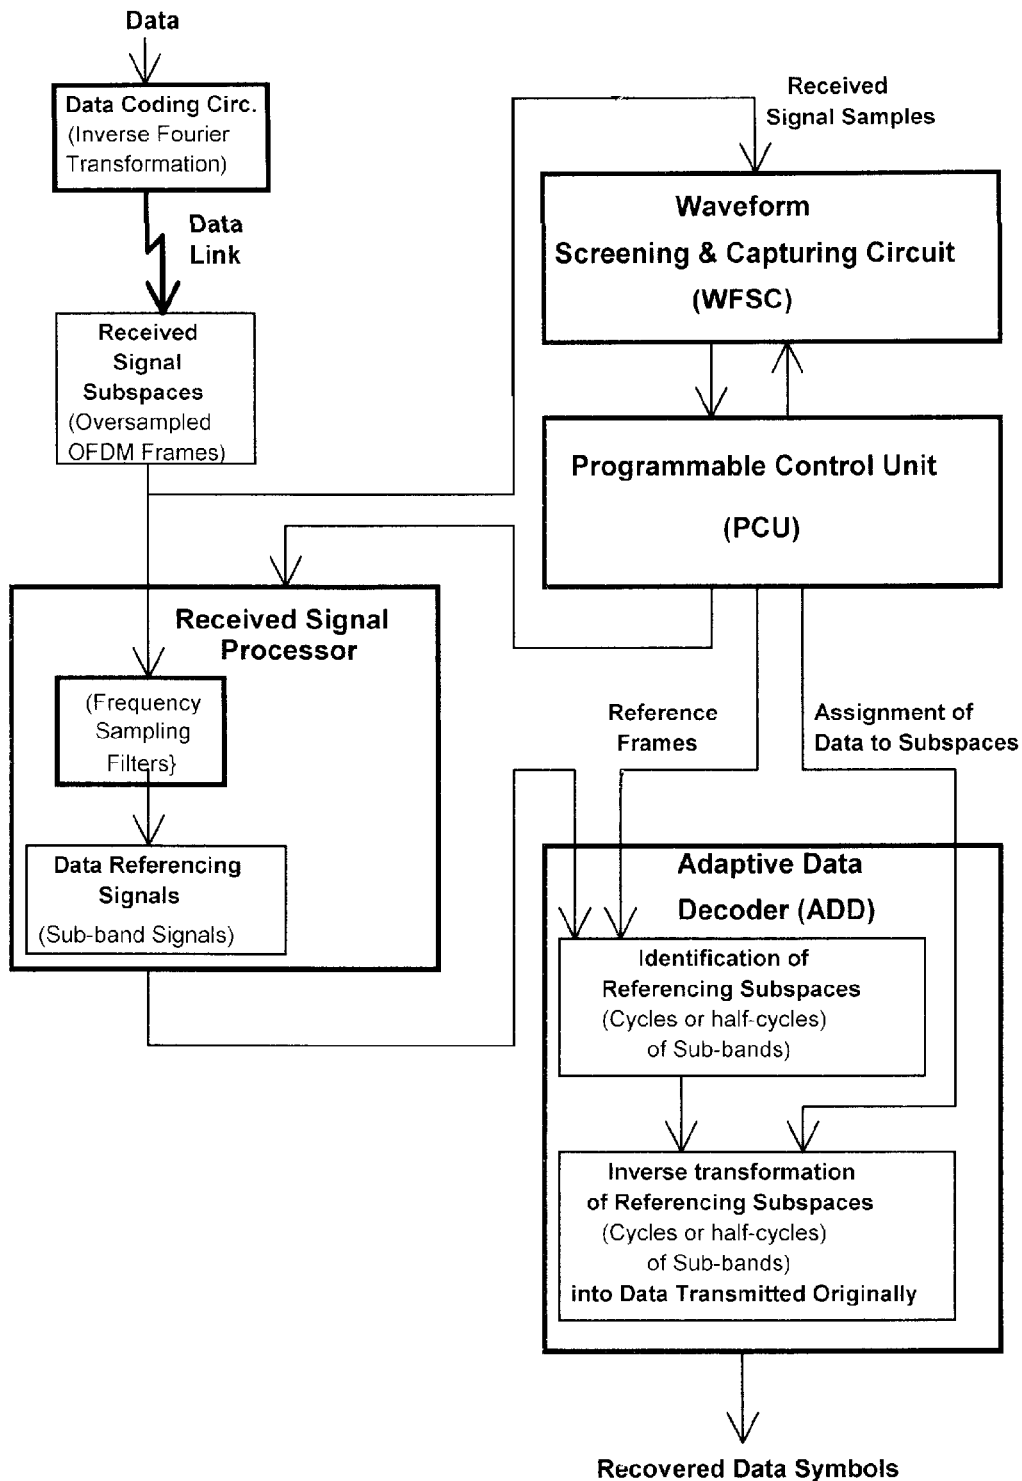 Data
Data Coding Circ.
(Inverse Fourier
Transformation)
Data
Link
Received
Signal
Subspaces
(Oversampled
OFDM Frames)
Received
Signal Samples
Waveform
Screening & Capturing Circuit
(WFSC)
Programmable Control Unit
(PCU)
Received Signal
Processor
(Frequency
Sampling
Filters}
Data Referencing
Signals
(Sub-band Signals)
Reference
Frames
Assignment of
Data to Subspaces
Adaptive Data
Decoder (ADD)
Identification of
Referencing Subspaces
(Cycles or half-cycles)
of Sub-bands)
Inverse transformation
of Referencing Subspaces
(Cycles or half-cycles)
of Sub-bands)
into Data Transmitted Originally
Recovered Data Symbols